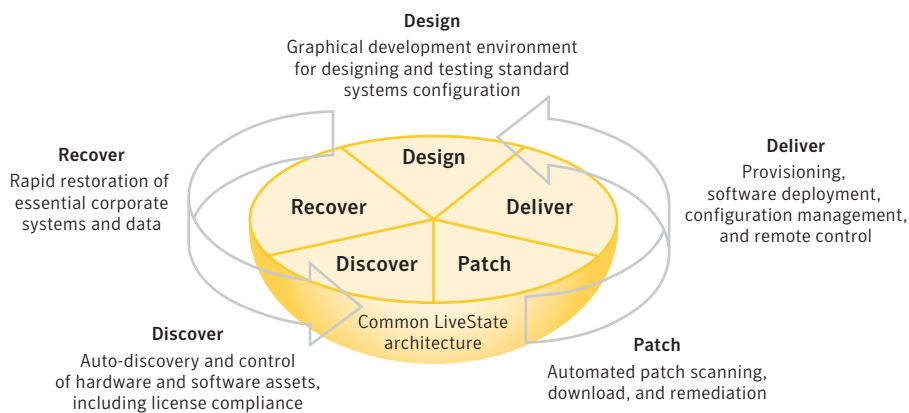 Design
Graphical development environment
for designing and testing standard
systems configuration
Recover
Rapid restoration of
essential corporate
systems and data
Deliver
Provisioning,
software deployment,
configuration management,
and remote control
Design
Recover
Deliver
Discover
Patch
Common LiveState
architecture
Discover
Auto-discovery and control
of hardware and software assets,
including license compliance
Patch
Automated patch scanning,
download, and remediation